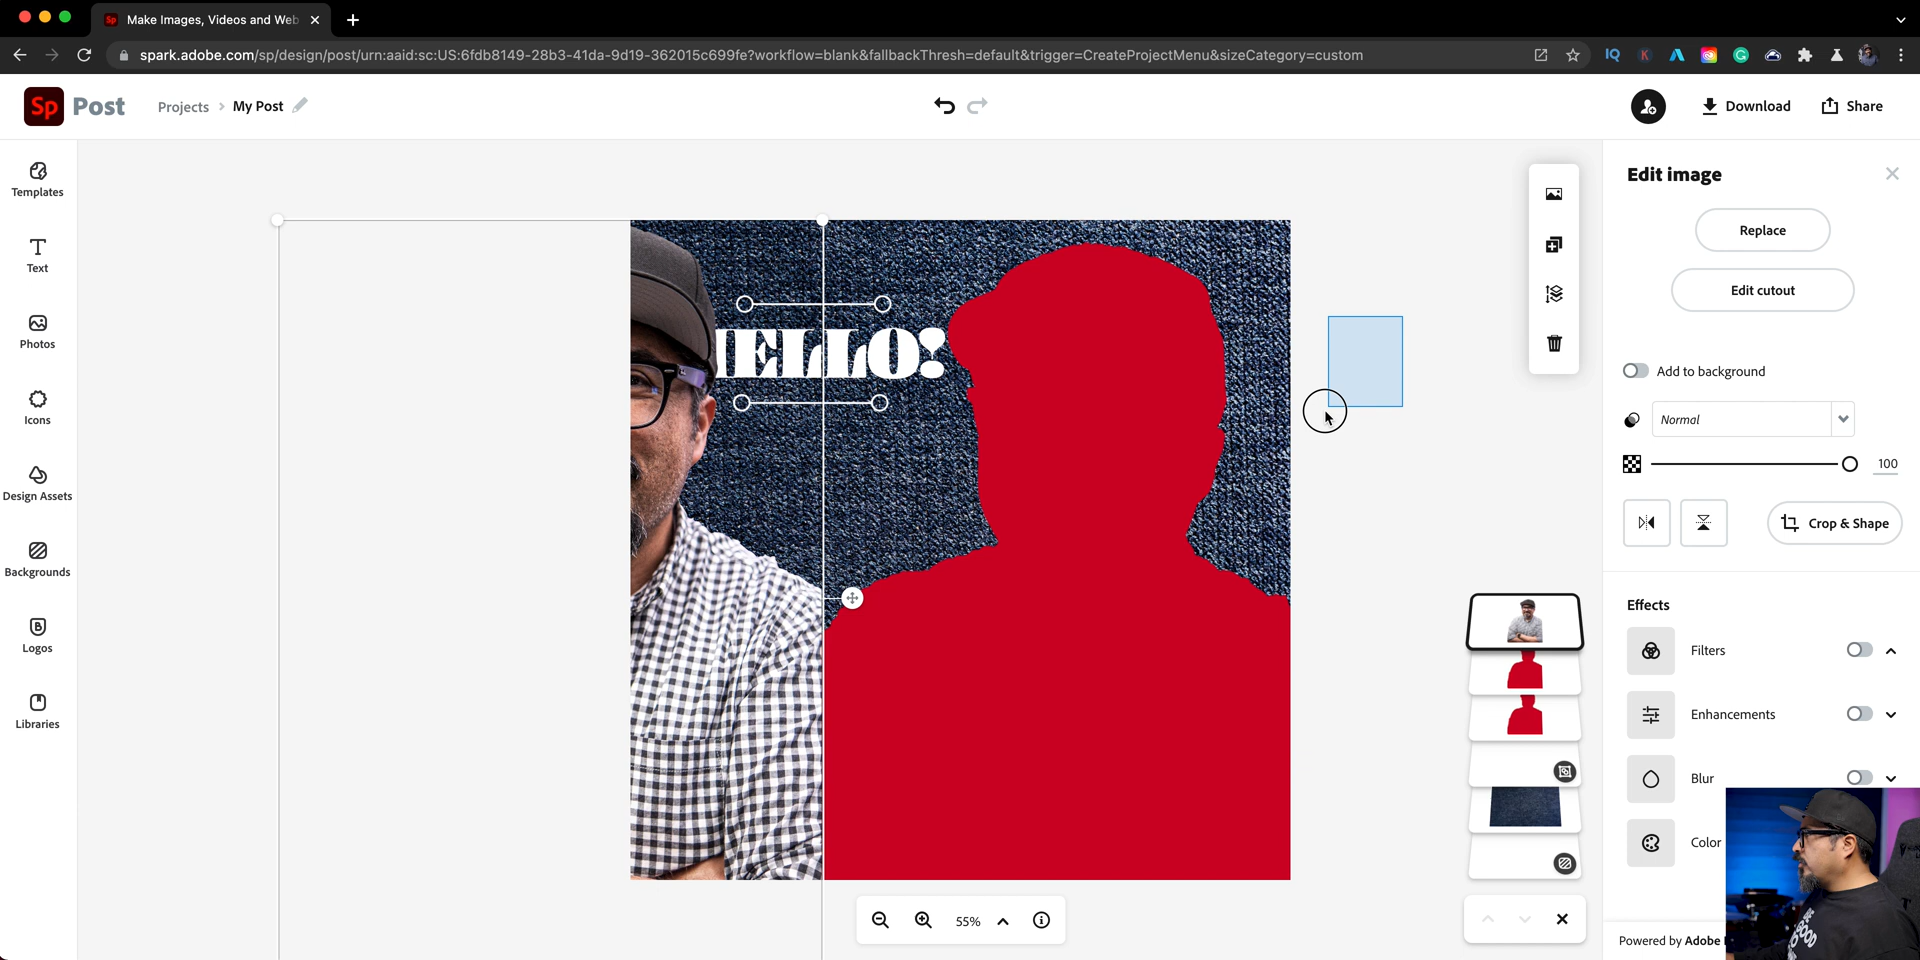 Sp Make Images, Videos and Web
spark.adobe.com/sp/design/post/urn:aaid:sc:US:6fdb8149-28b3-41da-9d19-362015c699fe?workflow=blank&fallbackThresh=default&trigger=CreateProjectMenu&sizeCategory=custom
Sp Post
Projects > My Post
Download
Share
Templates
Text
Photos
Icons
Design Assets
Backgrounds
Logos
Libraries
ELLO!
Edit image
Replace
Edit cutout
Add to background
Normal
100
Crop & Shape
Effects
Filters
Enhancements
Blur
Color
55%
Powered by Adobe